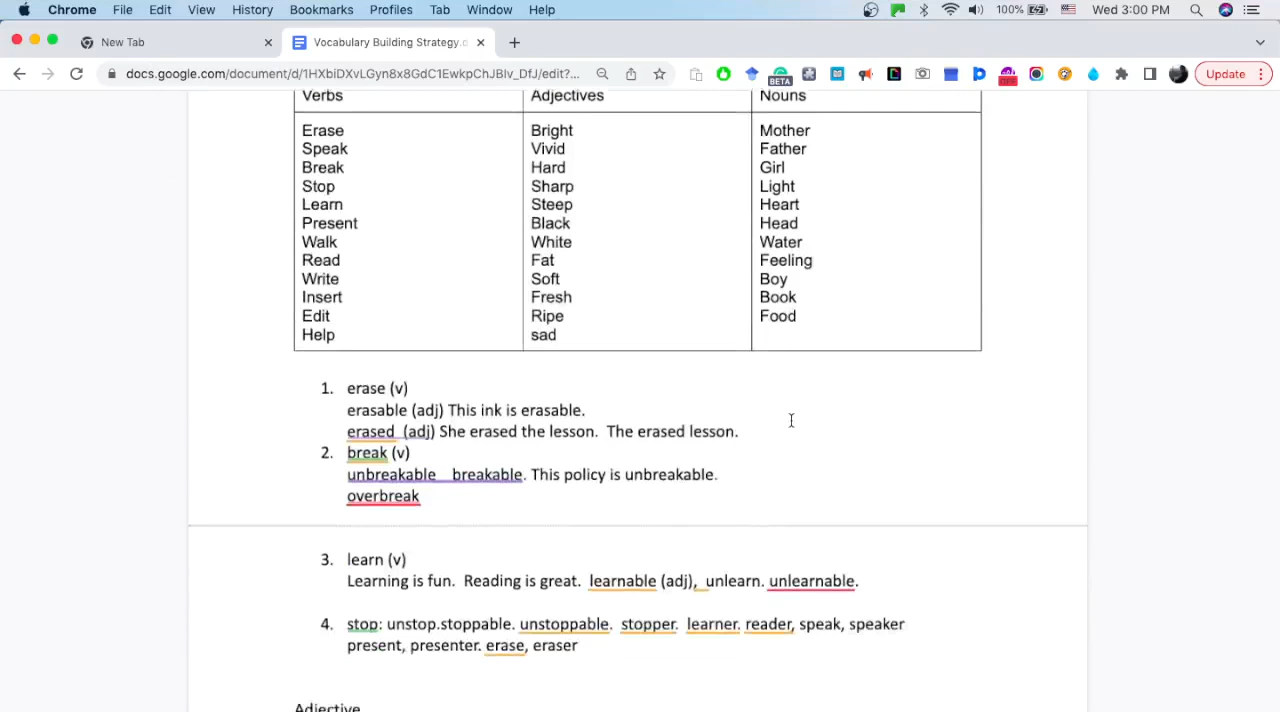 Chrome File Edit View History Bookmarks Profiles Tab Window Help 100% Wed 3:00 PM
New Tab Vocabulary Building Strategy.d
docs.google.com/document/d/1HXbiDXvLGyn8x8GdC1EwkpChJBlv_DfJ/edit?... BETA Update
Verbs Adjectives Nouns
Erase Bright Mother
Speak Vivid Father
Break Hard Girl
Stop Sharp Light
Learn Steep Heart
Present Black Head
Walk White Water
Read Fat Feeling
Write Soft Boy
Insert Fresh Book
Edit Ripe Food
Help sad
1. erase (v)
erasable (adj) This ink is erasable.
erased (adj) She erased the lesson. The erased lesson.
2. break (v)
unbreakable breakable. This policy is unbreakable.
overbreak
3. learn (v)
Learning is fun. Reading is great. learnable (adj), unlearn. unlearnable.
4. stop: unstop.stoppable. unstoppable. stopper. learner. reader, speak, speaker
present, presenter. erase, eraser
Adjective